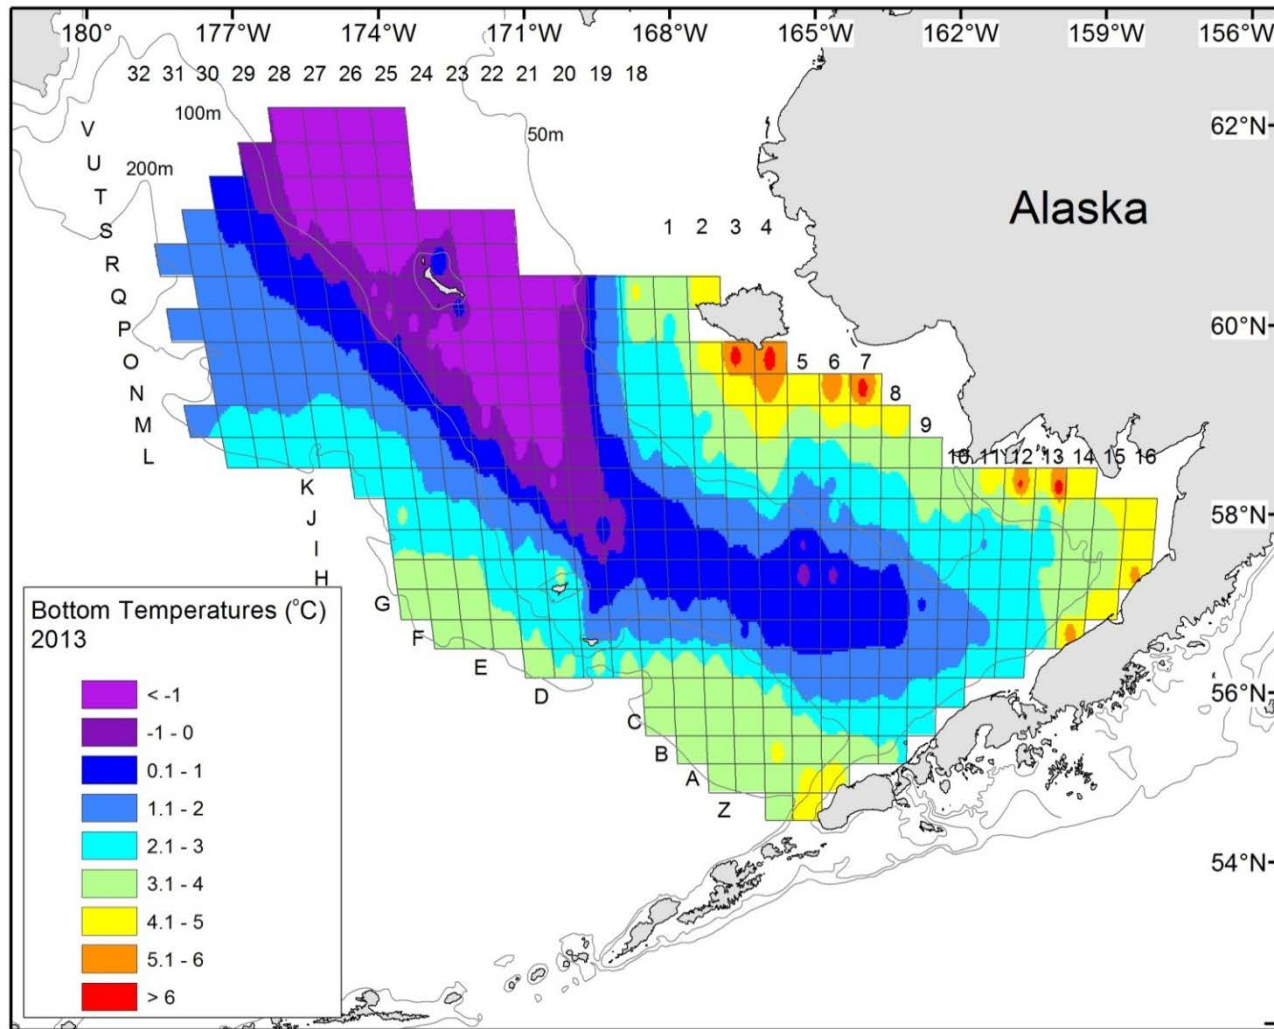 180° 177°W 174°W 171°W 168°W 165°W 162°W 159°W 156°W
32 31 30 29 28 27 26 25 24 23 22 21 20 19 18
100m
62°N
V
50m
U
200m
T
Alaska
S
1 2 3 4
R
Q
P
60°N
O
5 6 7
N
8
M
9
L
10 11 12 13 14 15 16
K
J
58°N
I
H
G
F
E
D
56°N
C
B
A
Z
54°N
Bottom Temperatures (°C)
2013
< -1
-1 - 0
0.1 - 1
1.1 - 2
2.1 - 3
3.1 - 4
4.1 - 5
5.1 - 6
> 6